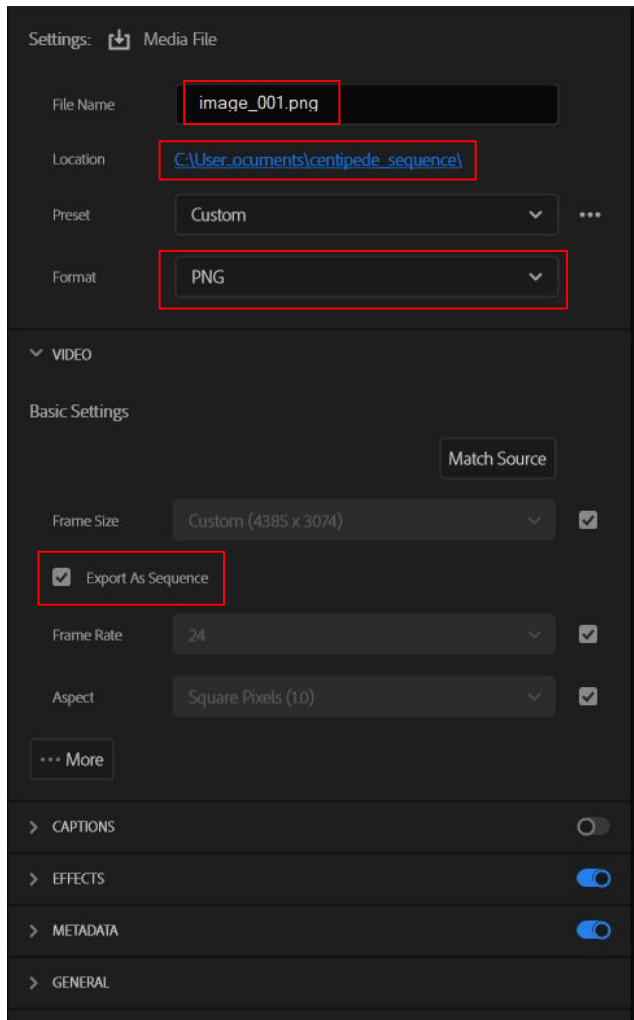 Settings: Media File
File Name image_001.png
Location C:\User..ocuments\centipede_sequence\
Preset Custom
Format PNG
VIDEO
Basic Settings
Match Source
Frame Size Custom (4385 x 3074)
Export As Sequence
Frame Rate 24
Aspect Square Pixels (1.0)
··· More
CAPTIONS
EFFECTS
METADATA
GENERAL